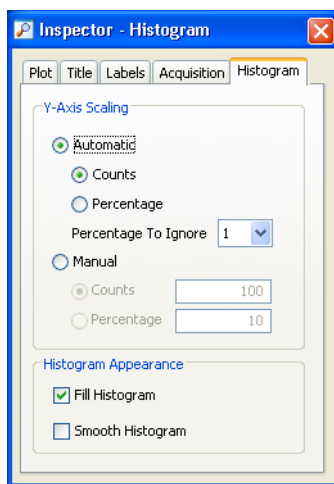 Inspector - Histogram
Plot Title Labels Acquisition Histogram
Y-Axis Scaling
Automatic
Counts
Percentage
Percentage To Ignore 1
Manual
Counts 100
Percentage 10
Histogram Appearance
Fill Histogram
Smooth Histogram